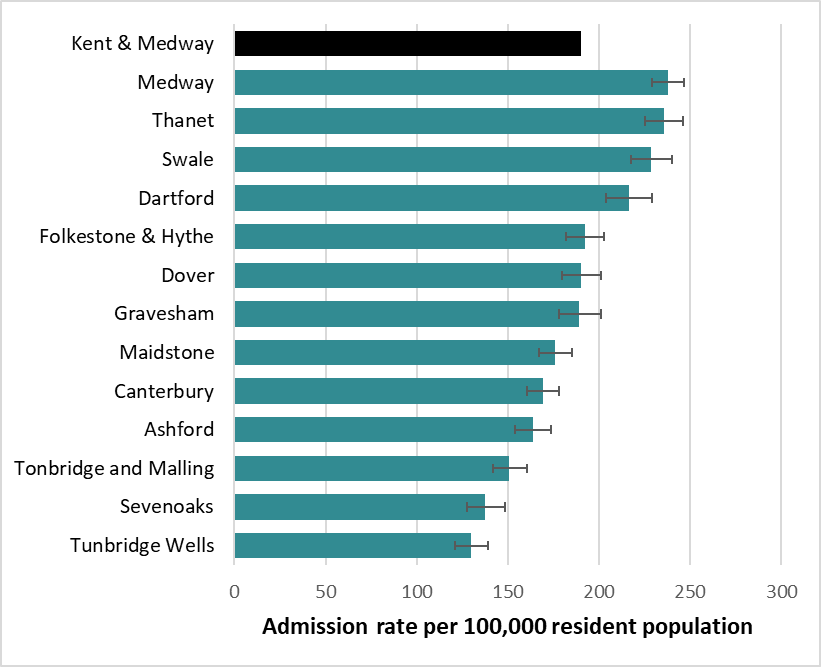 Kent & Medway
Medway
Thanet
Swale
Dartford
Folkestone & Hythe
Dover
Gravesham
Maidstone
Canterbury
Ashford
Tonbridge and Malling
Sevenoaks
Tunbridge Wells
0 50 100 150 200 250 300
Admission rate per 100,000 resident population